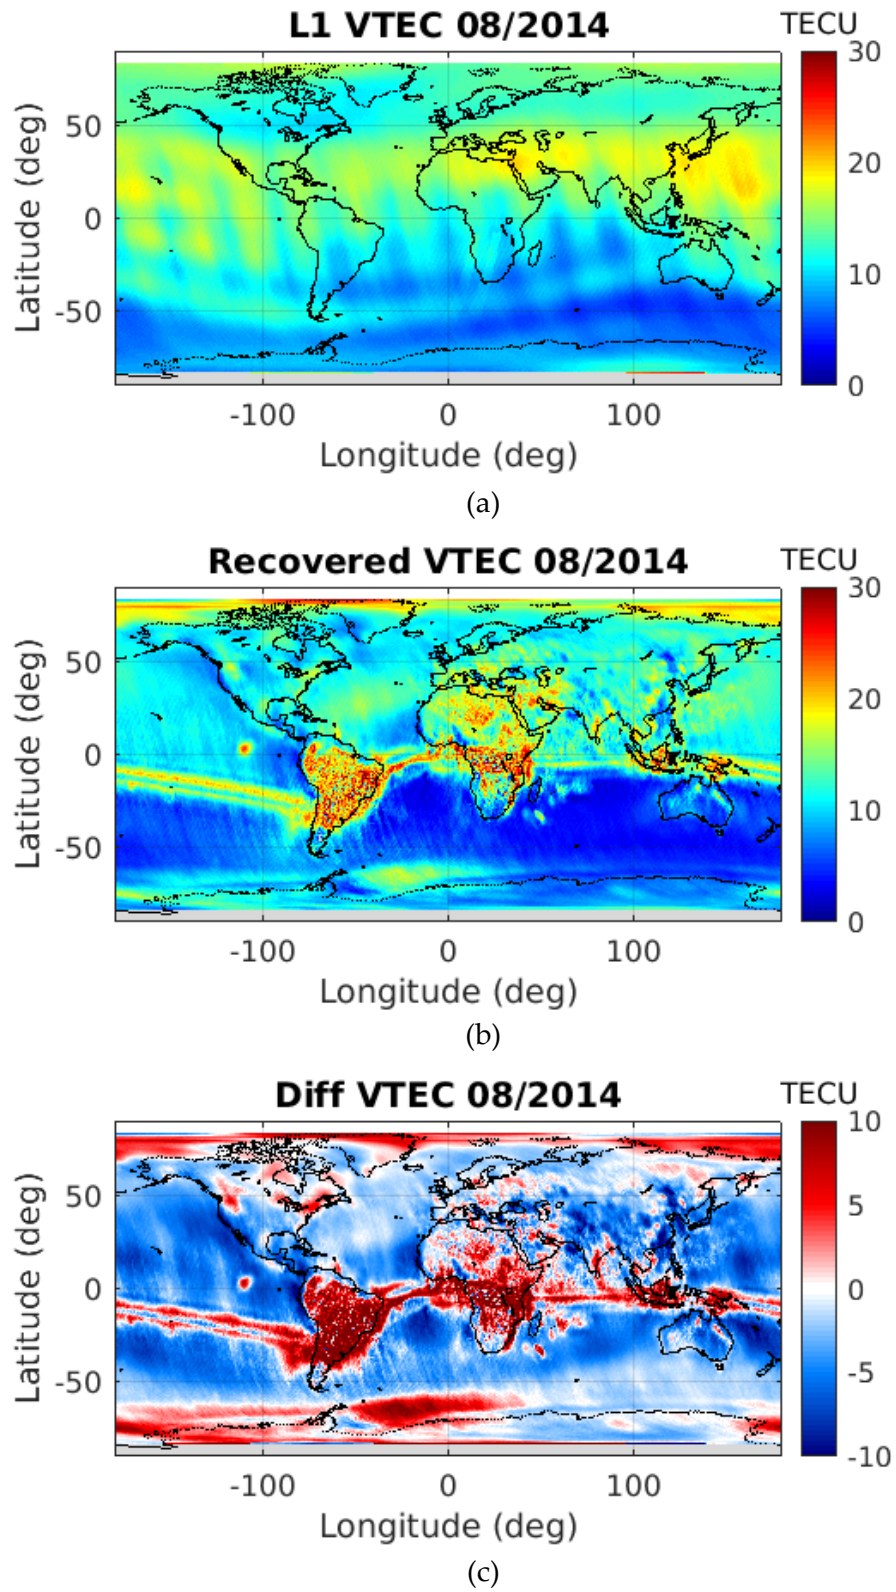 L1 VTEC 08/2014 TECU
30
20
10
0
50
0
-50
Latitude (deg)
-100 0 100
Longitude (deg)
(a)
Recovered VTEC 08/2014 TECU
30
20
10
0
50
0
-50
Latitude (deg)
-100 0 100
Longitude (deg)
(b)
Diff VTEC 08/2014 TECU
10
5
0
-5
-10
50
0
-50
Latitude (deg)
-100 0 100
Longitude (deg)
(c)